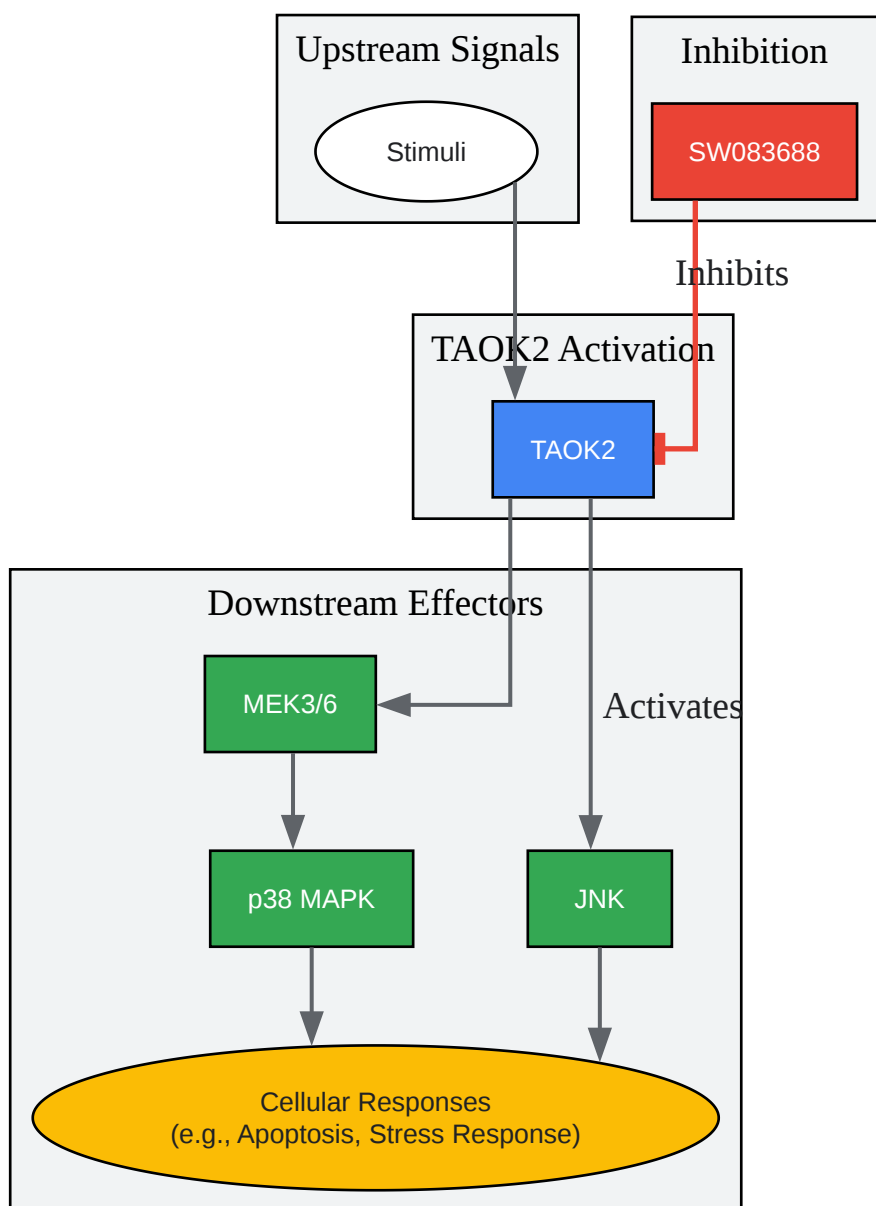 Upstream Signals
Inhibition
Stimuli
SW083688
Inhibits
TAOK2 Activation
TAOK2
Downstream Effectors
MEK3/6
Activates
p38 MAPK
JNK
Cellular Responses
(e.g., Apoptosis, Stress Response)